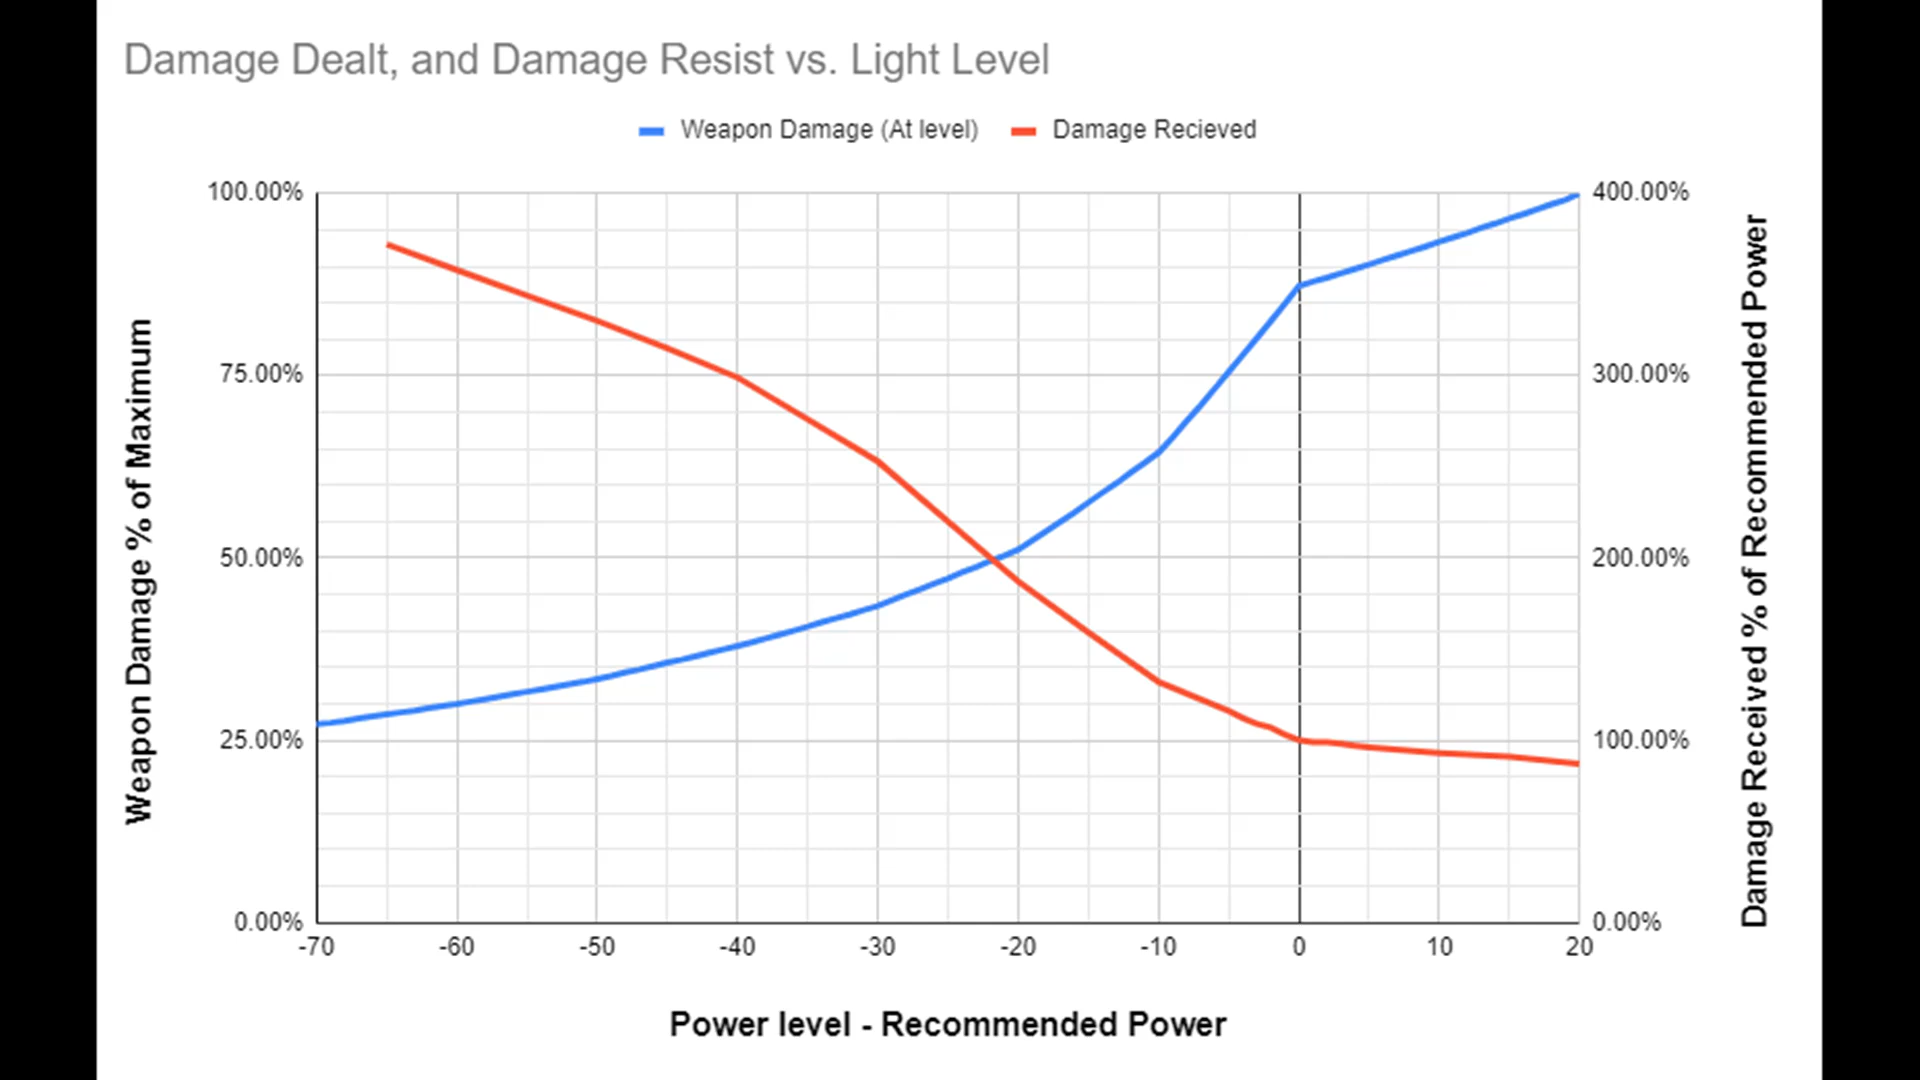 Damage Dealt, and Damage Resist vs. Light Level
Weapon Damage (At level) Damage Recieved
100.00%
75.00%
50.00%
25.00%
0.00%
Weapon Damage % of Maximum
400.00%
300.00%
200.00%
100.00%
0.00%
Damage Received % of Recommended Power
-70 -60 -50 -40 -30 -20 -10 0 10 20
Power level - Recommended Power